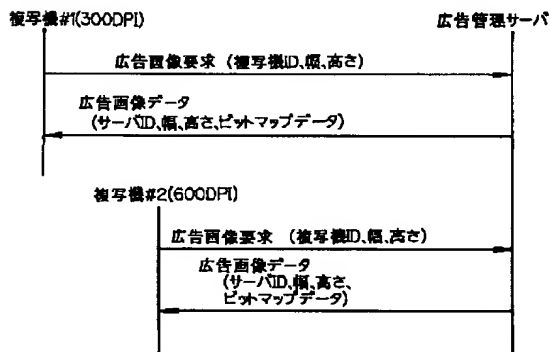 複写機#1(300DPI)
広告管理サーバ
広告画像要求 (複写機ID、幅、高さ)
広告画像データ
(サーバID、幅、高さ、ビットマップデータ)
複写機#2(600DPI)
広告画像要求 (複写機ID、幅、高さ)
広告画像データ
(サーバID、幅、高さ、
ビットマップデータ)